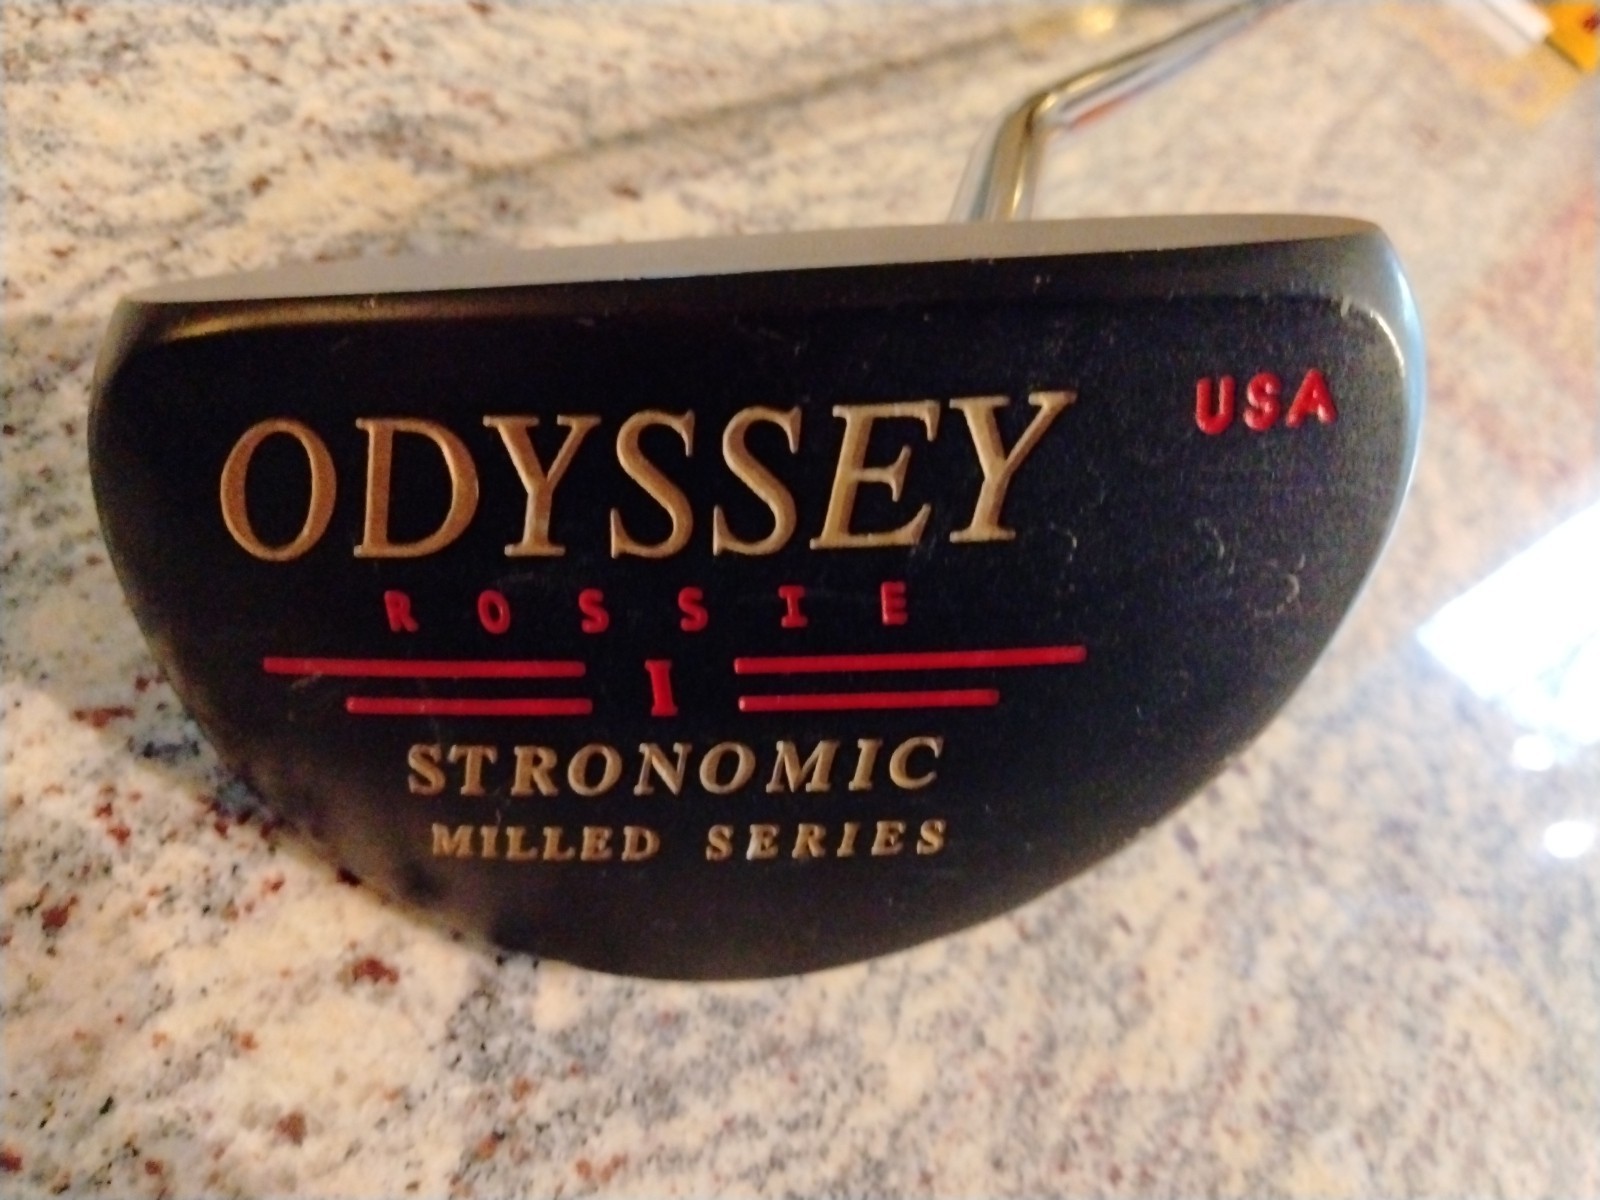 USA
ODYSSEY
ROSSIE
I
STRONOMIC
MILLED SERIES